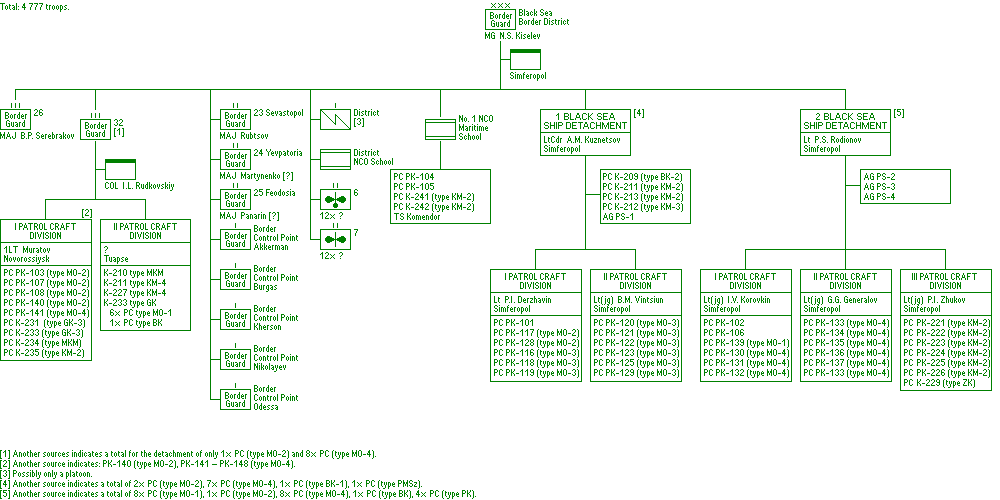 Total: 4 777 troops.
×××
Border
Guard
Black Sea
Border District
MG N.S. Kiselev
Simferopol
III
Border
Guard
26
MAJ B.P. Serebrakov
III
Border
Guard
32
[1]
COL I.L. Rudkovskiy
[2]
I PATROL CRAFT
DIVISION
1LT Muratov
Novorossiysk
PC PK-103 (type MO-2)
PC PK-107 (type MO-2)
PC PK-108 (type MO-2)
PC PK-140 (type MO-2)
PC PK-141 (type MO-4)
PC K-231 (type GK-3)
PC K-233 (type GK-3)
PC K-234 (type MKM)
PC K-235 (type KM-2)
II PATROL CRAFT
DIVISION
?
Tuapse
K-210 type MKM
K-211 type KM-4
K-227 type KM-4
K-233 type GK
6× PC type MO-1
1× PC type BK
II
Border
Guard
23 Sevastopol
MAJ Rubtsov
II
Border
Guard
24 Yevpatoria
MAJ Martynenko [?]
II
Border
Guard
25 Feodosia
MAJ Panarin [?]
I
Border
Guard
Border
Control Point
Akkerman
I
Border
Guard
Border
Control Point
Burgas
I
Border
Guard
Border
Control Point
Kherson
I
Border
Guard
Border
Control Point
Nikolayev
I
Border
Guard
Border
Control Point
Odessa
I
District
[3]
District
NCO School
II
6
12× ?
II
7
12× ?
No. 1 NCO
Maritime
School
PC PK-104
PC PK-105
PC K-241 (type KM-2)
PC K-242 (type KM-2)
TS Komendor
1 BLACK SEA
SHIP DETACHMENT
[4]
LtCdr A.M. Kuznetsov
Simferopol
PC K-209 (type BK-2)
PC K-211 (type KM-2)
PC K-213 (type KM-2)
PC K-212 (type KM-3)
AG PS-1
I PATROL CRAFT
DIVISION
Lt P.I. Derzhavin
Simferopol
PC PK-101
PC PK-117 (type MO-2)
PC PK-128 (type MO-2)
PC PK-116 (type MO-3)
PC PK-118 (type MO-3)
PC PK-119 (type MO-3)
II PATROL CRAFT
DIVISION
Lt(jg) B.M. Vintsiun
Simferopol
PC PK-120 (type MO-3)
PC PK-121 (type MO-3)
PC PK-122 (type MO-3)
PC PK-123 (type MO-3)
PC PK-125 (type MO-3)
PC PK-129 (type MO-3)
2 BLACK SEA
SHIP DETACHMENT
[5]
Lt P.S. Rodionov
Simferopol
AG PS-2
AG PS-3
AG PS-4
I PATROL CRAFT
DIVISION
Lt(jg) I.V. Korovkin
Simferopol
PC PK-102
PC PK-106
PC PK-139 (type MO-1)
PC PK-130 (type MO-4)
PC PK-131 (type MO-4)
PC PK-132 (type MO-4)
II PATROL CRAFT
DIVISION
Lt(jg) G.G. Generalov
Simferopol
PC PK-133 (type MO-4)
PC PK-134 (type MO-4)
PC PK-135 (type MO-4)
PC PK-136 (type MO-4)
PC PK-137 (type MO-4)
PC PK-133 (type MO-4)
III PATROL CRAFT
DIVISION
Lt(jg) P.I. Zhukov
Simferopol
PC PK-221 (type KM-2)
PC PK-222 (type KM-2)
PC PK-223 (type KM-2)
PC PK-224 (type KM-2)
PC PK-225 (type KM-2)
PC PK-226 (type KM-2)
PC K-229 (type ZK)
[1] Another sources indicates a total for the detachment of only 1× PC (type MO-2) and 8× PC (type MO-4).
[2] Another source indicates: PK-140 (type MO-2), PK-141 – PK-148 (type MO-4).
[3] Possibly only a platoon.
[4] Another source indicates a total of 2× PC (type MO-2), 7× PC (type MO-4), 1× PC (type BK-1), 1× PC (type PMSz).
[5] Another source indicates a total of 8× PC (type MO-1), 1× PC (type MO-2), 8× PC (type MO-4), 1× PC (type BK), 4× PC (type PK).